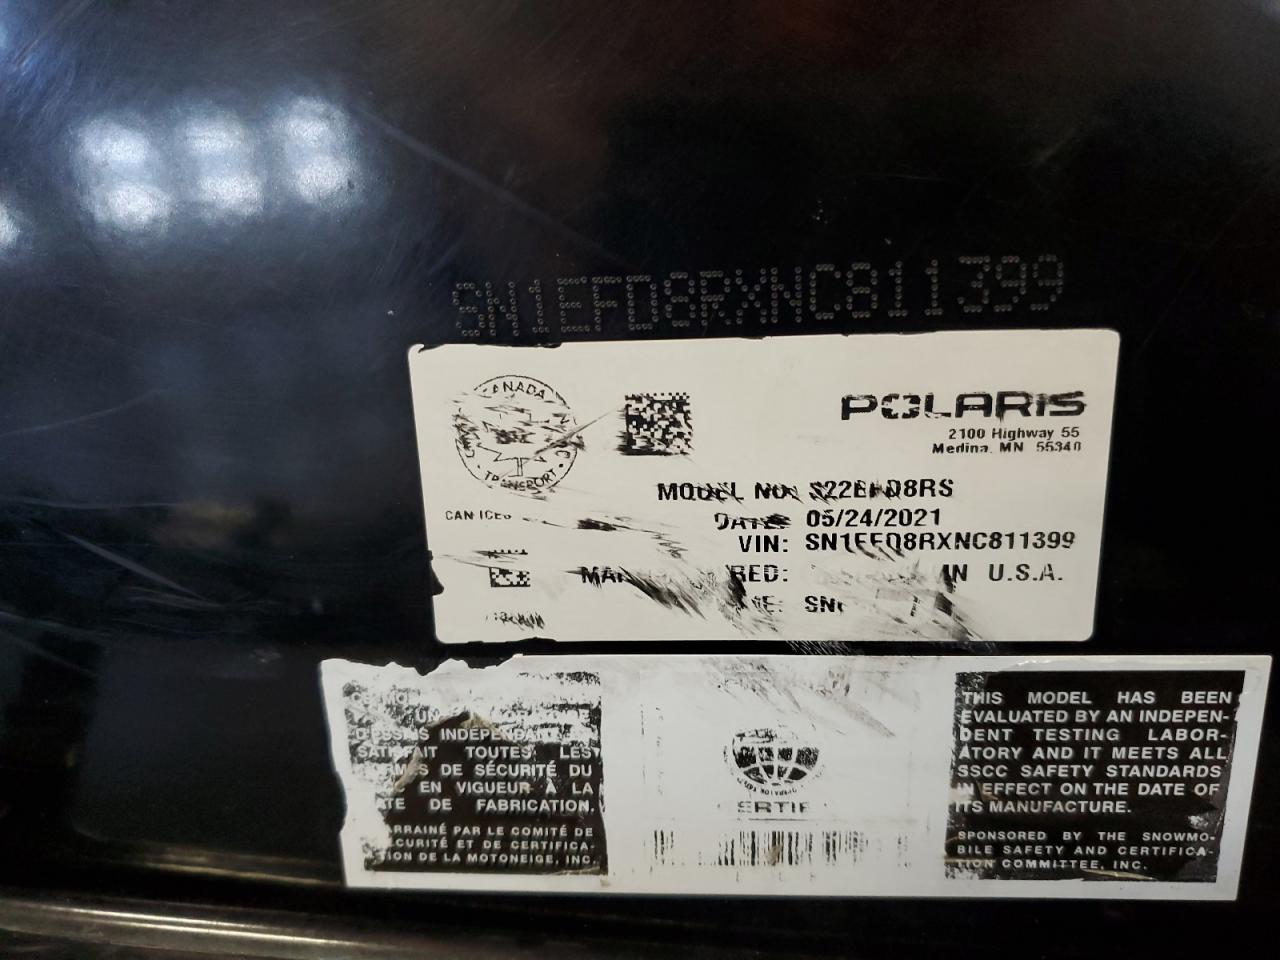 SN1EFD8RXNC811399
CANADA
TRANSPORT
POLARIS
2100 Highway 55
Medina, MN 55340
MODEL NO: S22EFD8RS
CAN ICES
DATE: 05/24/2021
VIN: SN1EFD8RXNC811399
IN U.S.A.
D'ESSAIS INDÉPENDANT
SATISFAIT TOUTES LES
DE SÉCURITÉ DU
EN VIGUEUR À LA
DE FABRICATION.
PAR LE COMITÉ DE
ET DE CERTIFICA-
DE LA MOTONEIGE, INC.
THIS MODEL HAS BEEN
EVALUATED BY AN INDEPEN-
DENT TESTING LABOR-
ATORY AND IT MEETS ALL
SSCC SAFETY STANDARDS
IN EFFECT ON THE DATE OF
ITS MANUFACTURE.
SPONSORED BY THE SNOWMO-
BILE SAFETY AND CERTIFICA-
TION COMMITTEE, INC.